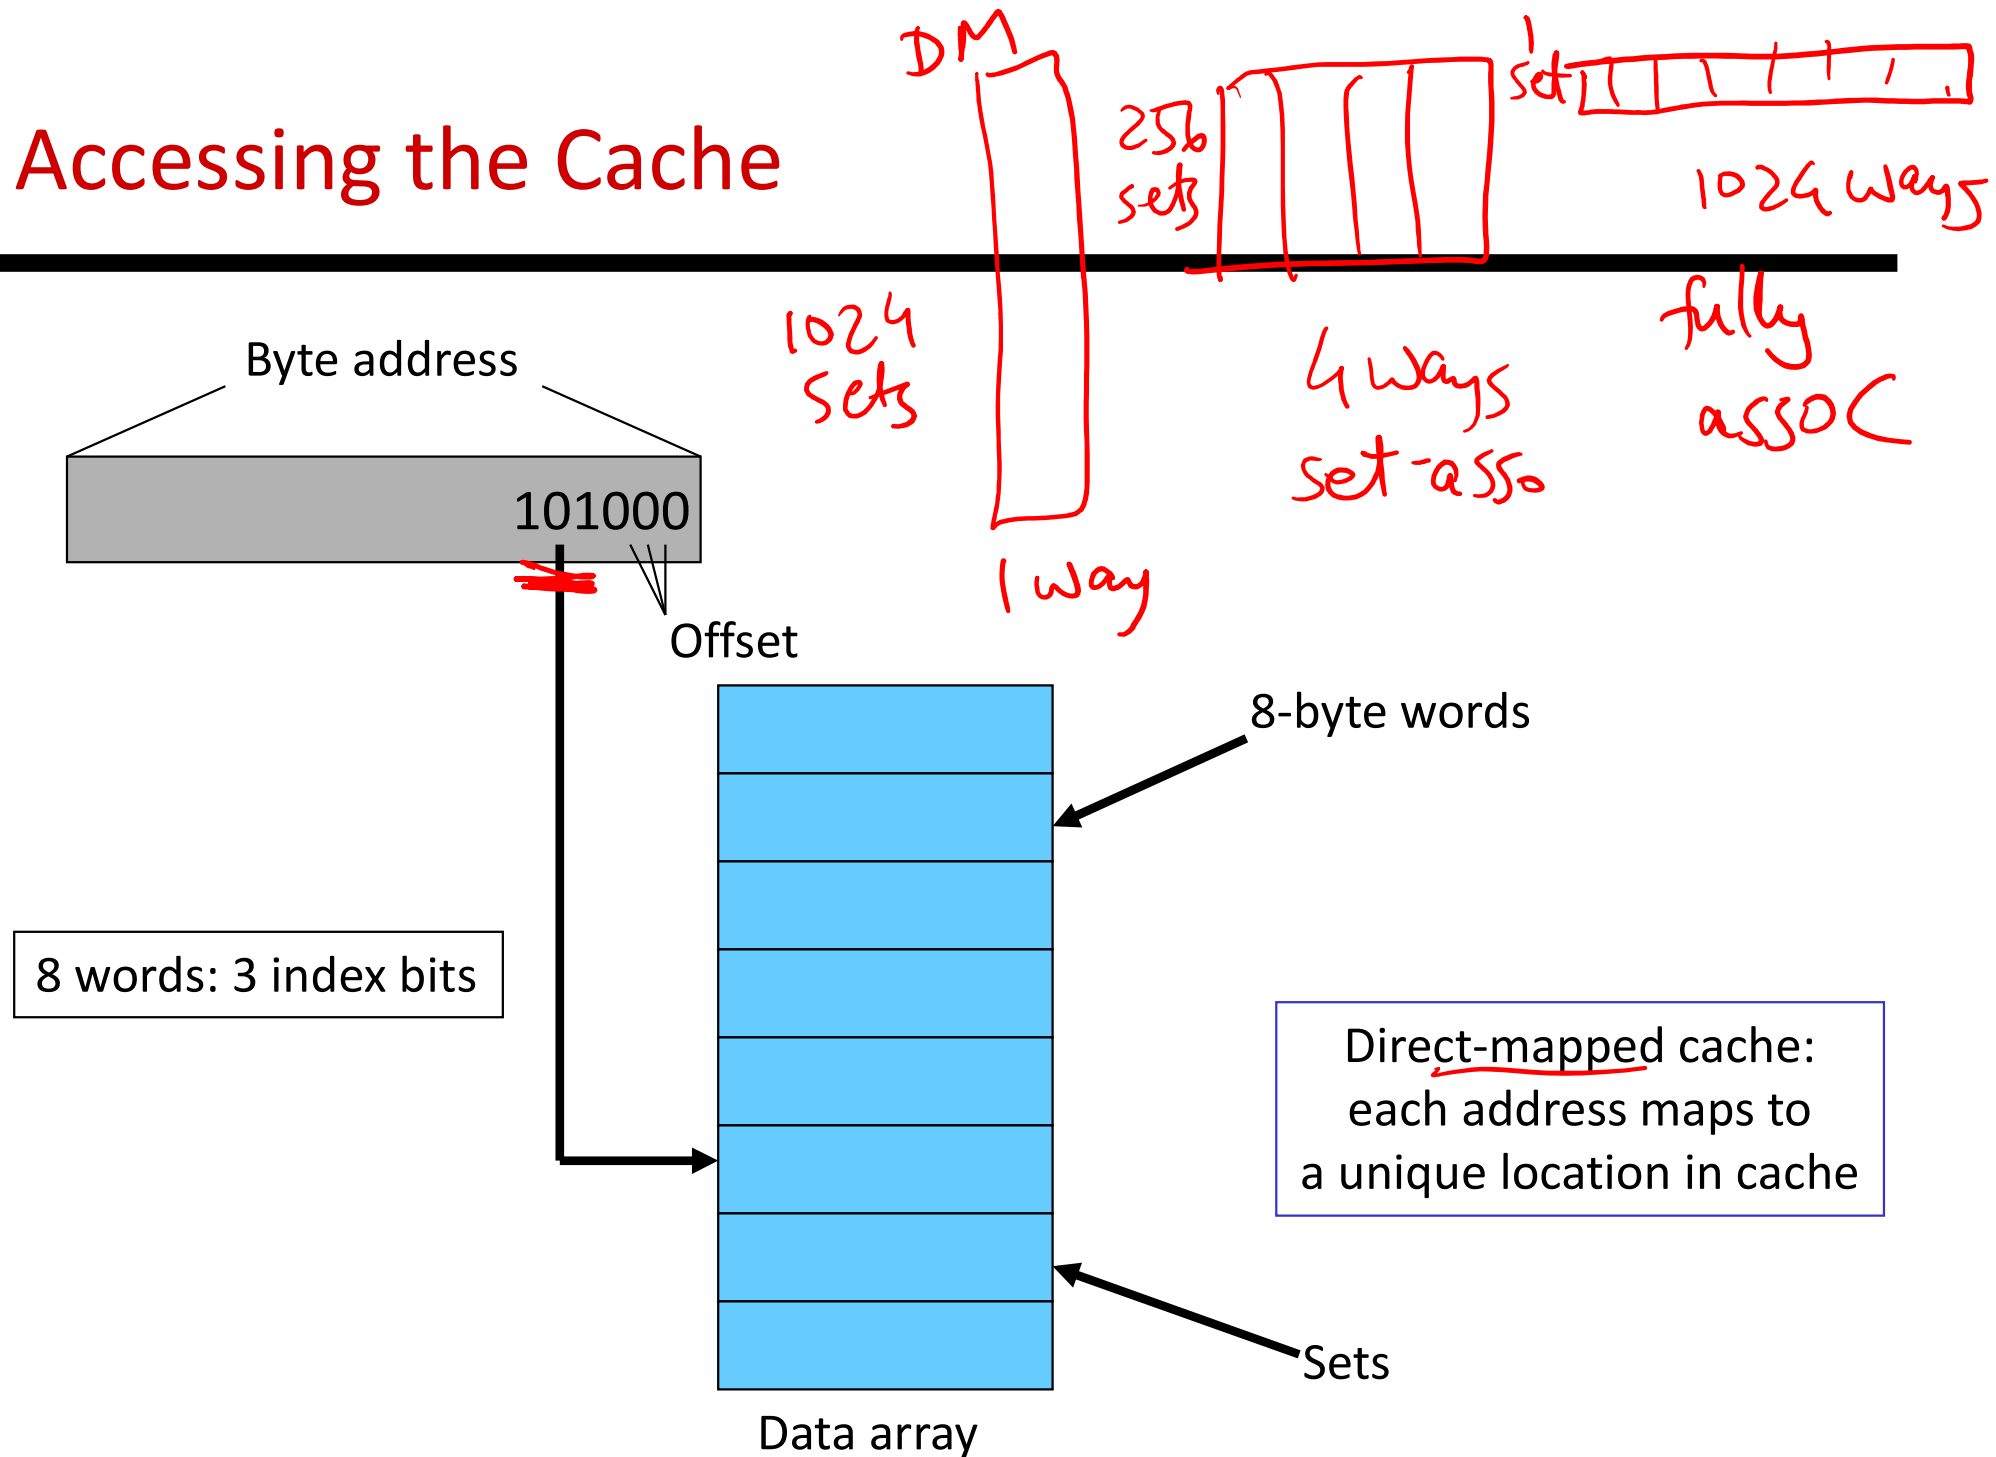 DM
1
set
256
sets
1024 ways
Accessing the Cache
1024
sets
fully
assoc
4 ways
set-asso
Byte address
101000
1 way
Offset
8-byte words
8 words: 3 index bits
Direct-mapped cache:
each address maps to
a unique location in cache
Sets
Data array